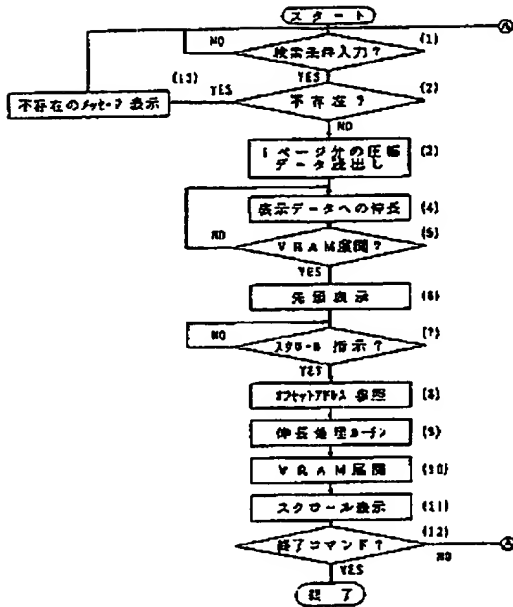 スタート
Ⓐ
NO
検索条件入力?
(1)
YES
(13)
YES
不存在?
(2)
不存在のメッセージ表示
NO
1ページ分の圧縮
データ読出し
(3)
表示データへの伸長
(4)
NO
VRAM展開?
(5)
YES
先頭表示
(6)
NO
スクロール 指示?
(7)
YES
オフセットアドレス参照
(8)
伸長処理ルーチン
(9)
VRAM展開
(10)
スクロール表示
(11)
終了コマンド?
(12)
NO
Ⓐ
YES
終 了